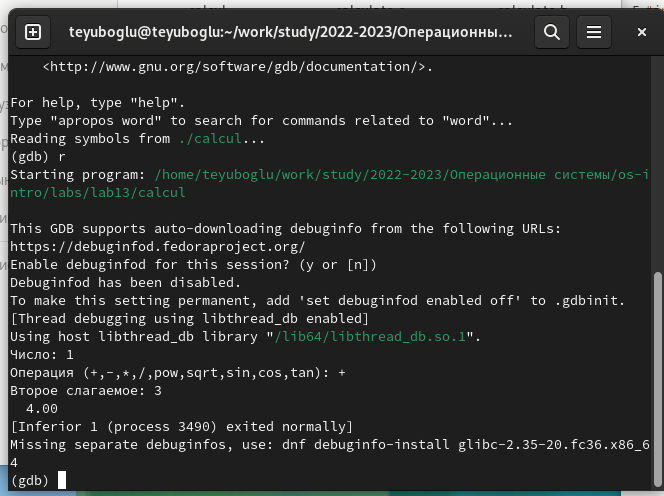 teyuboglu@teyuboglu:~/work/study/2022-2023/Операционны...
<http://www.gnu.org/software/gdb/documentation/>.
For help, type "help".
Type "apropos word" to search for commands related to "word"...
Reading symbols from ./calcul...
(gdb) r
Starting program: /home/teyuboglu/work/study/2022-2023/Операционные системы/os-i
ntro/labs/lab13/calcul
This GDB supports auto-downloading debuginfo from the following URLs:
https://debuginfod.fedoraproject.org/
Enable debuginfod for this session? (y or [n])
Debuginfod has been disabled.
To make this setting permanent, add 'set debuginfod enabled off' to .gdbinit.
[Thread debugging using libthread_db enabled]
Using host libthread_db library "/lib64/libthread_db.so.1".
Число: 1
Операция (+,-,*,/,pow,sqrt,sin,cos,tan): +
Второе слагаемое: 3
4.00
[Inferior 1 (process 3490) exited normally]
Missing separate debuginfos, use: dnf debuginfo-install glibc-2.35-20.fc36.x86_6
4
(gdb)